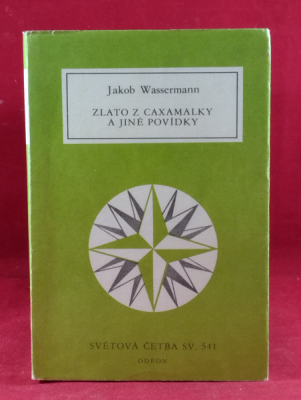 Jakob Wassermann
ZLATO Z CAXAMALKY
A JINÉ POVÍDKY
SVĚTOVÁ ČETBA SV. 541
ODEON